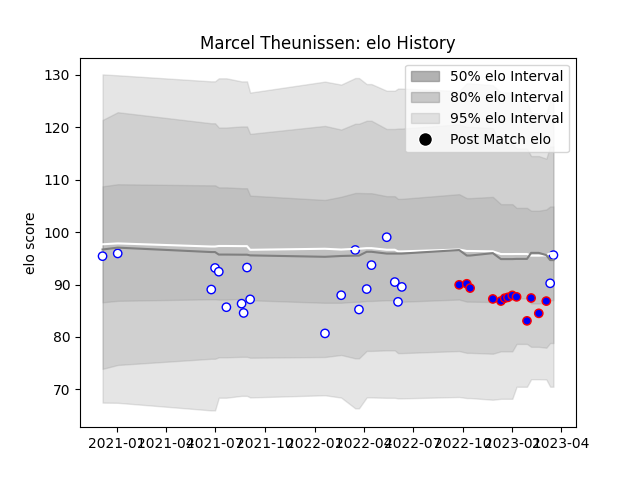 Marcel Theunissen: elo History
130
120
110
100
90
80
70
elo score
50% elo Interval
80% elo Interval
95% elo Interval
Post Match elo
2021-01 2021-04 2021-07 2021-10 2022-01 2022-04 2022-07 2022-10 2023-01 2023-04